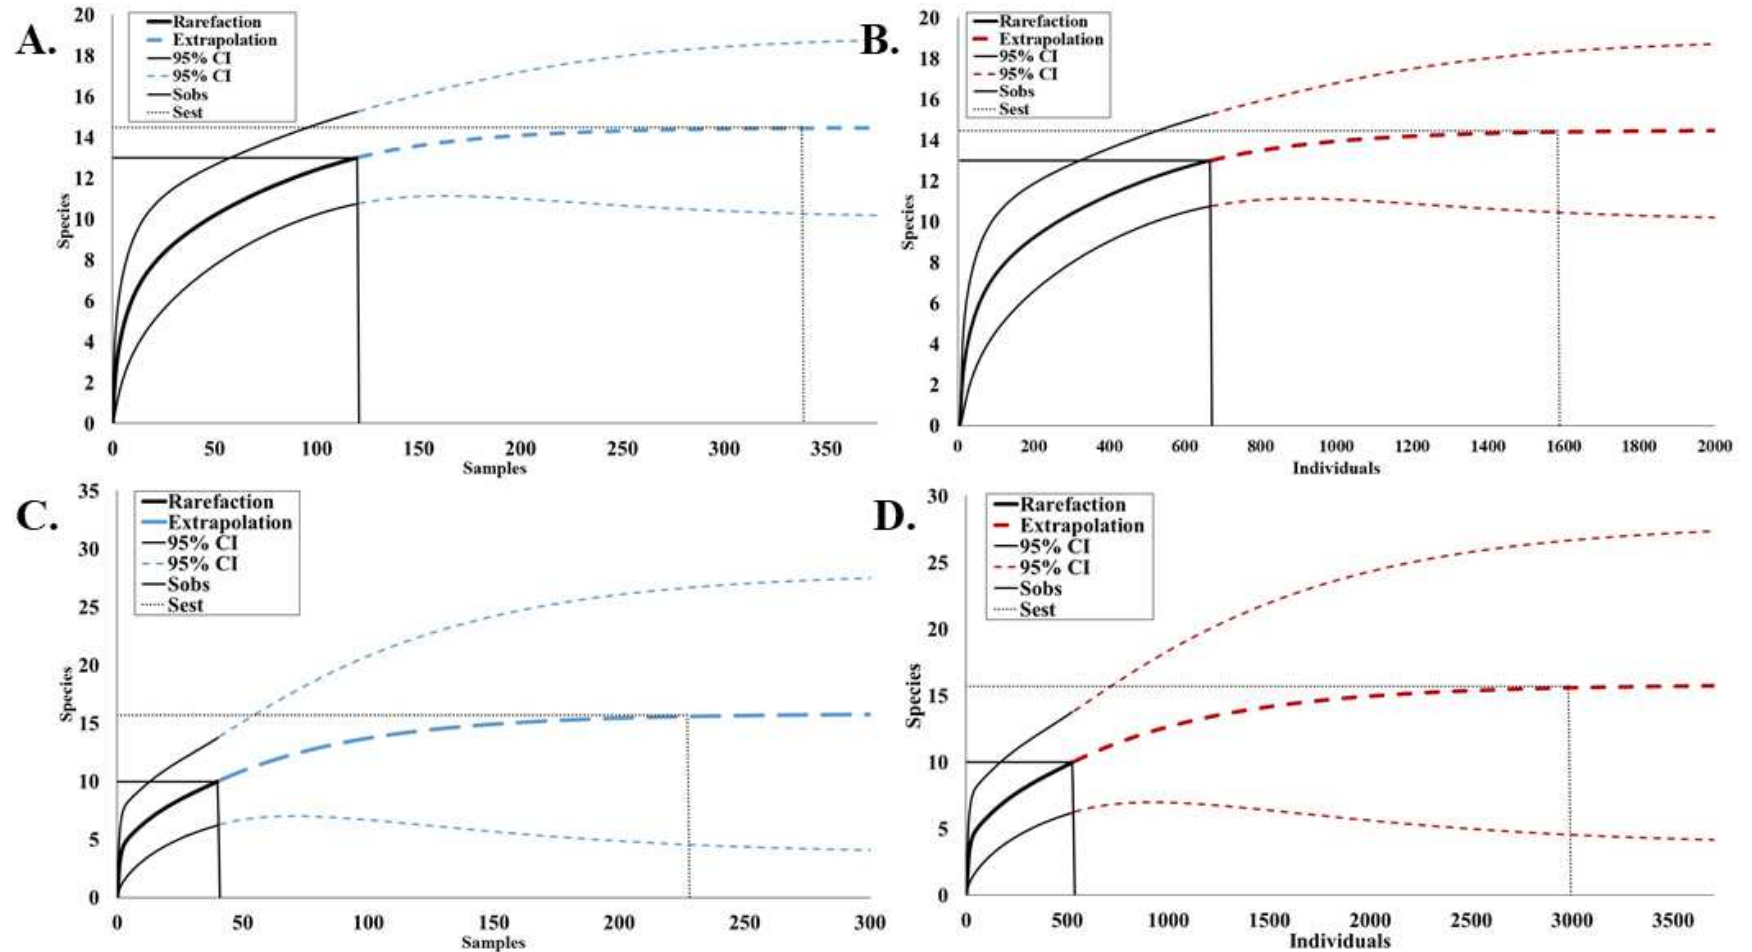 A.
Rarefaction
Extrapolation
95% CI
95% CI
Sobs
Sest
20
18
16
14
12
10
8
6
4
2
0
Species
0 50 100 150 200 250 300 350
Samples
B.
Rarefaction
Extrapolation
95% CI
95% CI
Sobs
Sest
20
18
16
14
12
10
8
6
4
2
0
Species
0 200 400 600 800 1000 1200 1400 1600 1800 2000
Individuals
C.
Rarefaction
Extrapolation
95% CI
95% CI
Sobs
Sest
35
30
25
20
15
10
5
0
Species
0 50 100 150 200 250 300
Samples
D.
Rarefaction
Extrapolation
95% CI
95% CI
Sobs
Sest
30
25
20
15
10
5
0
Species
0 500 1000 1500 2000 2500 3000 3500
Individuals